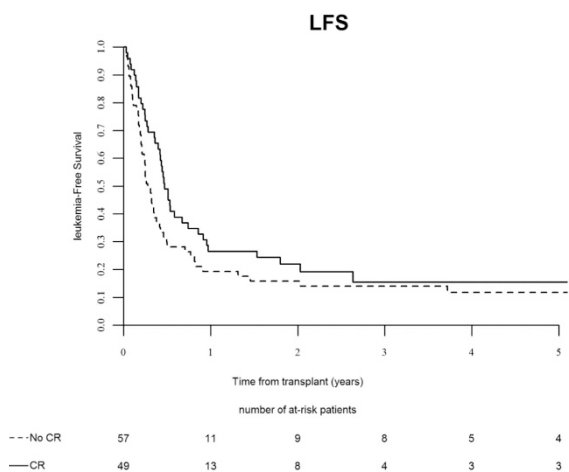 LFS
leukemia-Free Survival
1.0
0.9
0.8
0.7
0.6
0.5
0.4
0.3
0.2
0.1
0.0
0 1 2 3 4 5
Time from transplant (years)
number of at-risk patients
No CR 57 11 9 8 5 4
CR 49 13 8 4 3 3